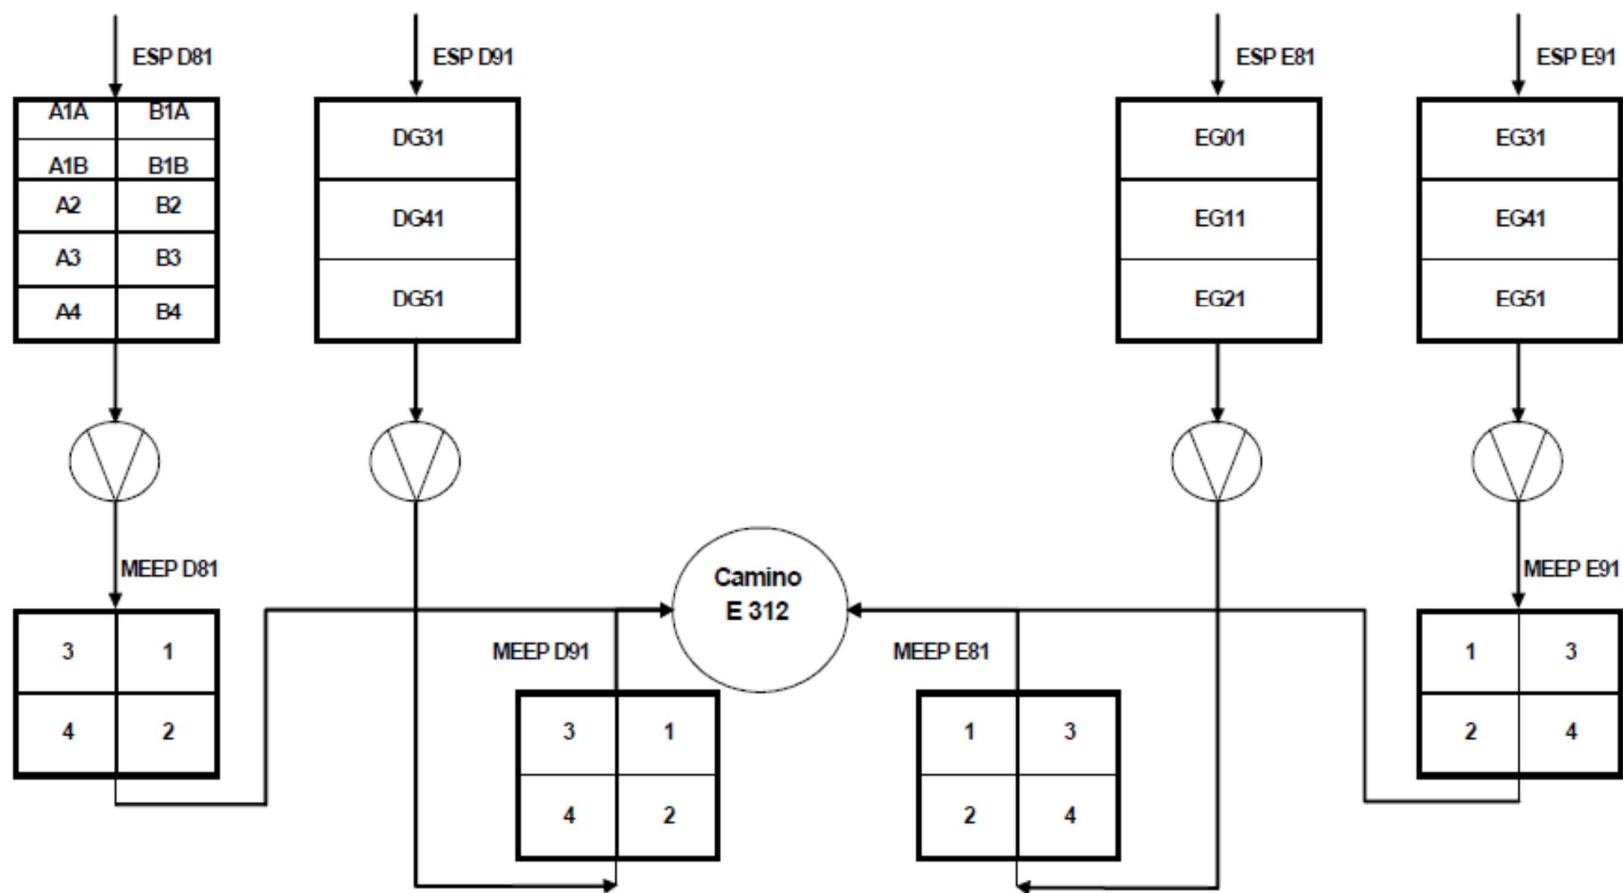 ESP D81
ESP D91
ESP E81
ESP E91
A1A B1A
A1B B1B
A2 B2
A3 B3
A4 B4
DG31
DG41
DG51
EG01
EG11
EG21
EG31
EG41
EG51
MEEP D81
3 1
4 2
MEEP D91
3 1
4 2
Camino
E 312
MEEP E81
1 3
2 4
MEEP E91
1 3
2 4